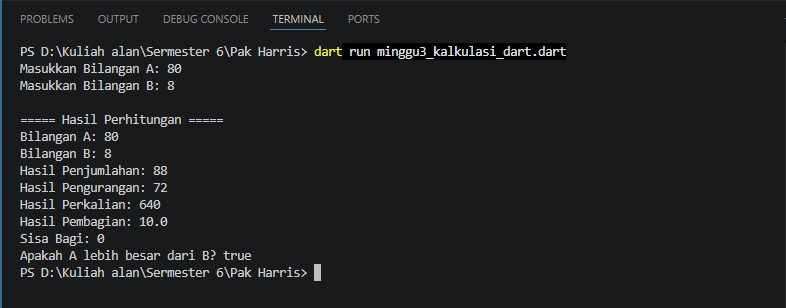 PROBLEMS OUTPUT DEBUG CONSOLE TERMINAL PORTS
PS D:\Kuliah alan\Sermester 6\Pak Harris> dart run minggu3_kalkulasi_dart.dart
Masukkan Bilangan A: 80
Masukkan Bilangan B: 8
===== Hasil Perhitungan =====
Bilangan A: 80
Bilangan B: 8
Hasil Penjumlahan: 88
Hasil Pengurangan: 72
Hasil Perkalian: 640
Hasil Pembagian: 10.0
Sisa Bagi: 0
Apakah A lebih besar dari B? true
PS D:\Kuliah alan\Sermester 6\Pak Harris>